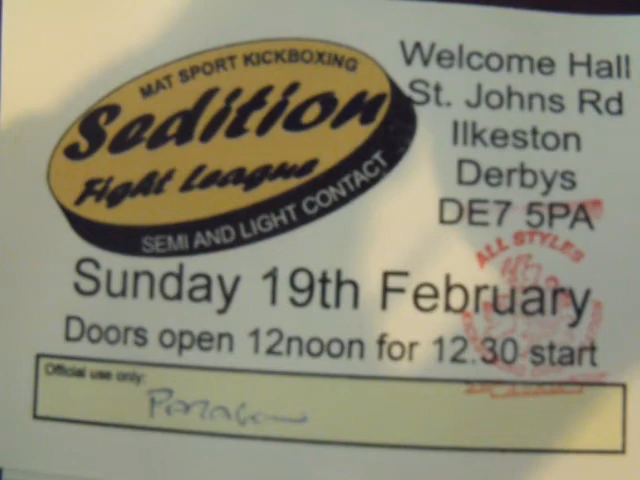 MAT SPORT KICKBOXING
Sedition
Fight League
SEMI AND LIGHT CONTACT
Welcome Hall
St. Johns Rd
Ilkeston
Derbys
DE7 5PA
ALL STYLES
Sunday 19th February
Doors open 12noon for 12.30 start
Official use only: